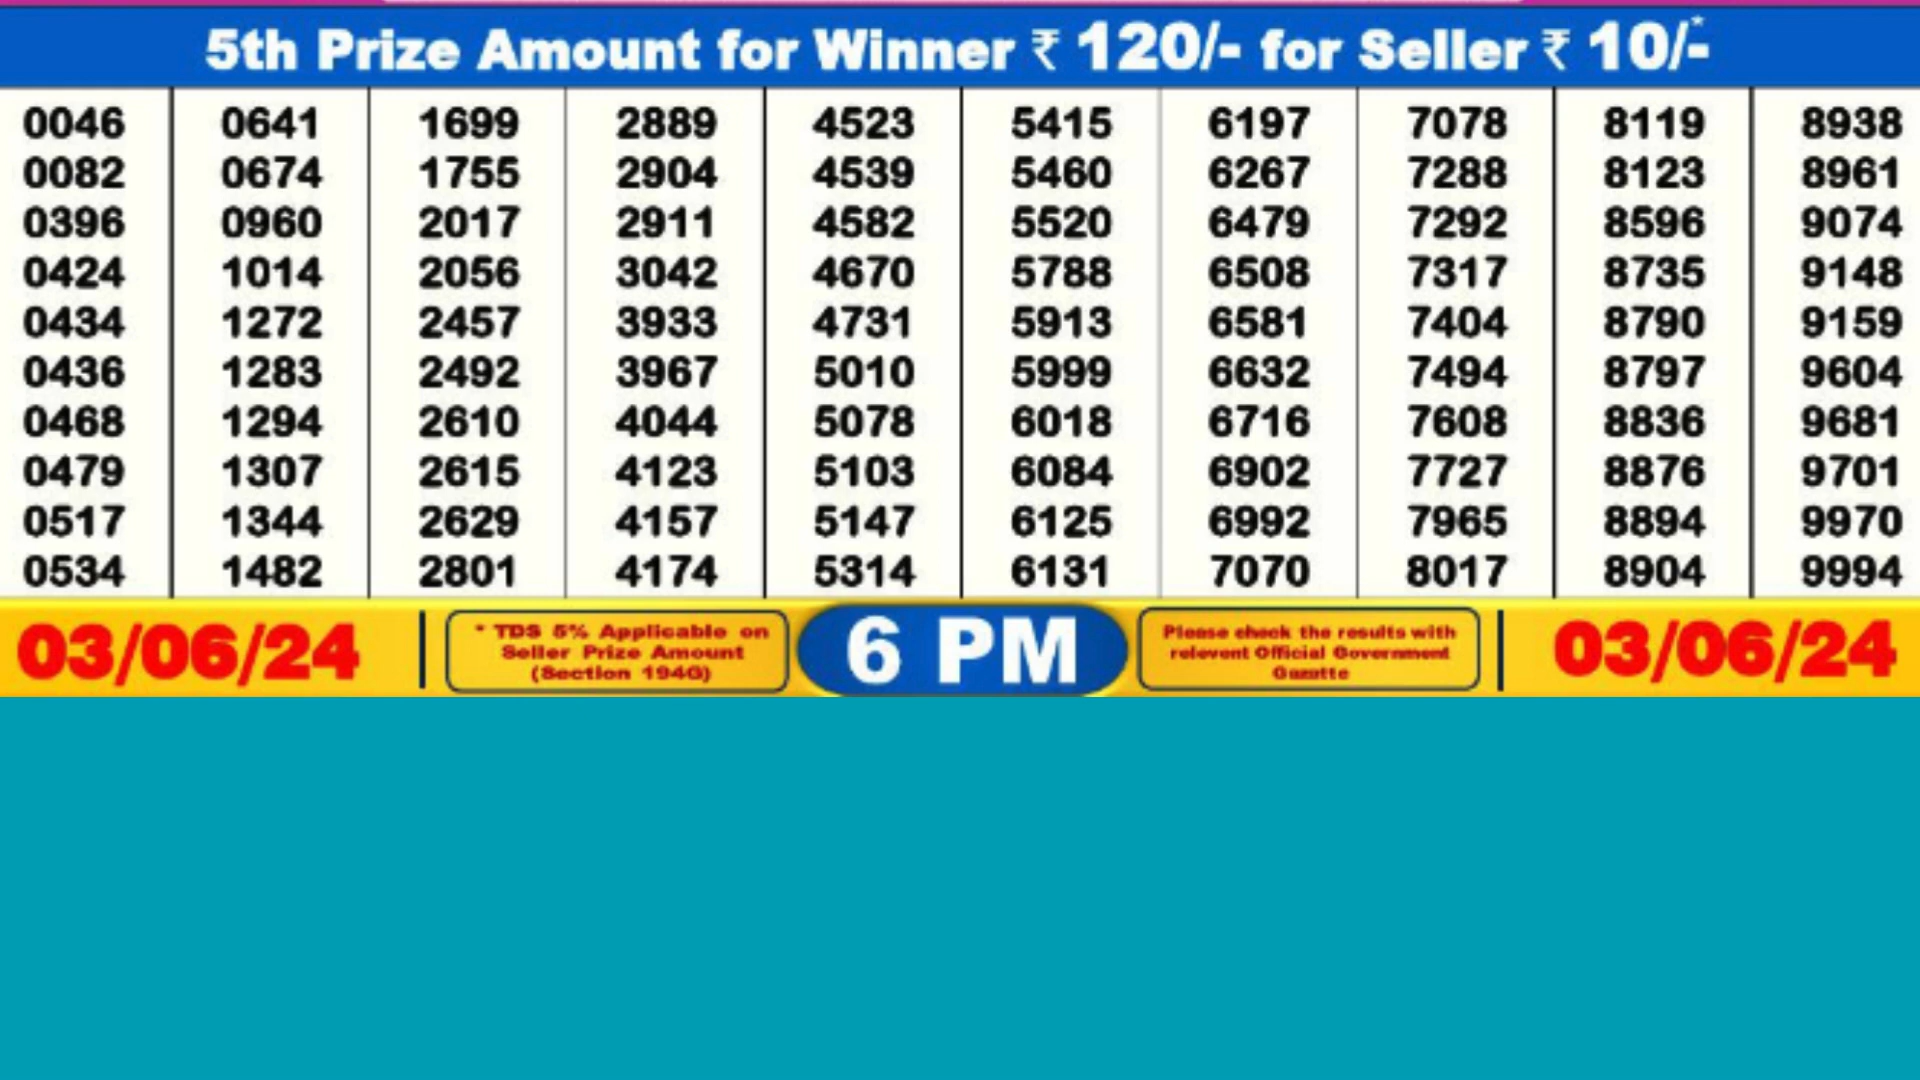 5th Prize Amount for Winner ₹ 120/- for Seller ₹ 10/-*
0046 0641 1699 2889 4523 5415 6197 7078 8119 8938
0082 0674 1755 2904 4539 5460 6267 7288 8123 8961
0396 0960 2017 2911 4582 5520 6479 7292 8596 9074
0424 1014 2056 3042 4670 5788 6508 7317 8735 9148
0434 1272 2457 3933 4731 5913 6581 7404 8790 9159
0436 1283 2492 3967 5010 5999 6632 7494 8797 9604
0468 1294 2610 4044 5078 6018 6716 7608 8836 9681
0479 1307 2615 4123 5103 6084 6902 7727 8876 9701
0517 1344 2629 4157 5147 6125 6992 7965 8894 9970
0534 1482 2801 4174 5314 6131 7070 8017 8904 9994
03/06/24
* TDS 5% Applicable on
Seller Prize Amount
(Section 194G)
6 PM
Please check the results with
relevent Official Government
Gazette
03/06/24